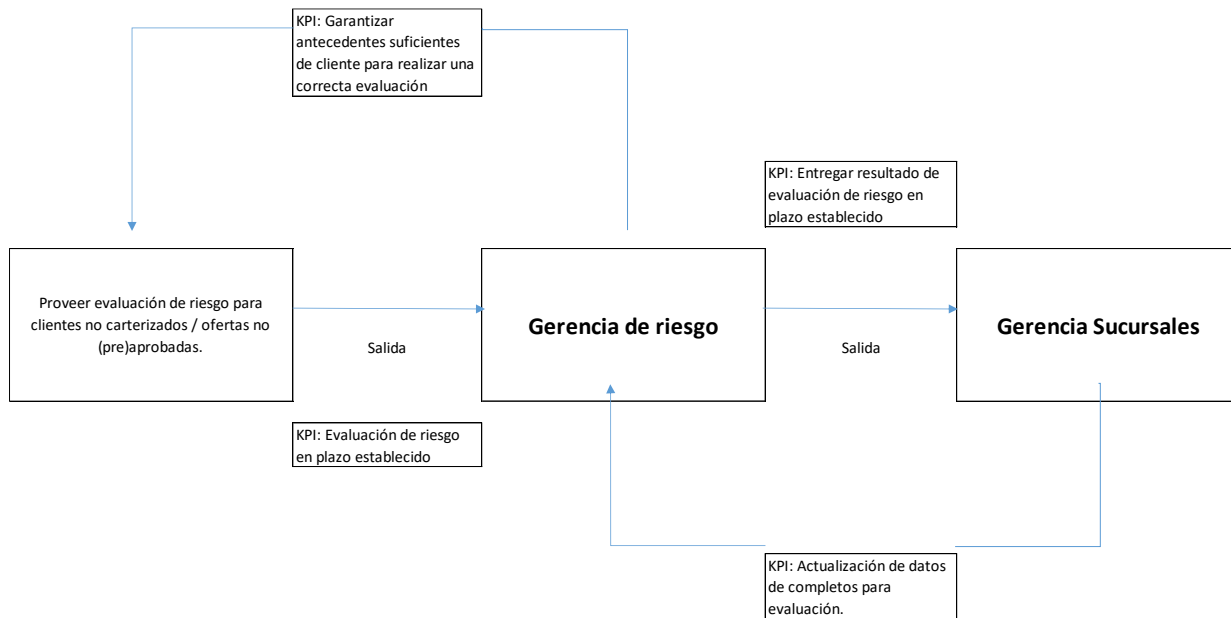 KPI: Garantizar
antecedentes suficientes
de cliente para realizar una
correcta evaluación
KPI: Entregar resultado de
evaluación de riesgo en
plazo establecido
Proveer evaluación de riesgo para
clientes no carterizados / ofertas no
(pre)aprobadas.
Salida
Gerencia de riesgo
Salida
Gerencia Sucursales
KPI: Evaluación de riesgo
en plazo establecido
KPI: Actualización de datos
de completos para
evaluación.